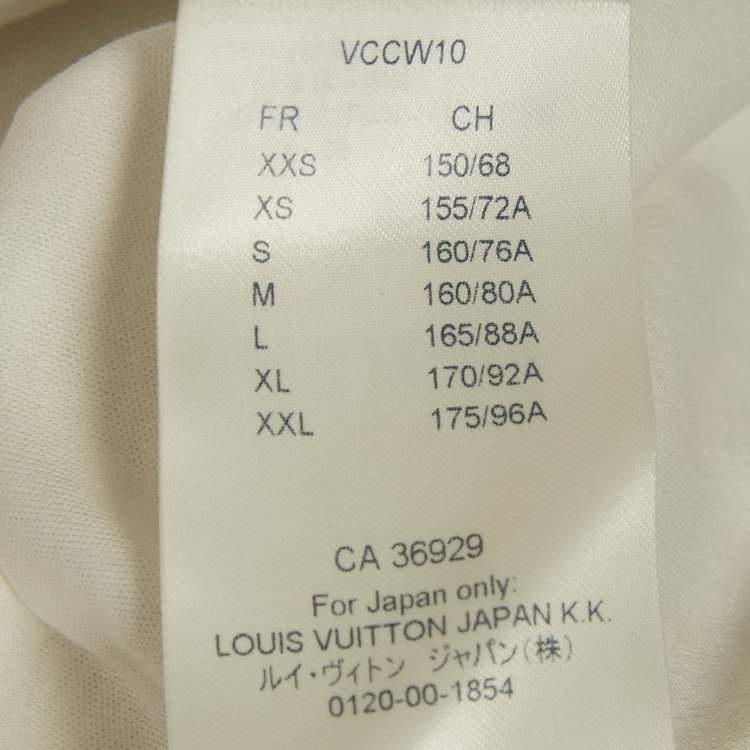 VCCW10
FR CH
XXS 150/68
XS 155/72A
S 160/76A
M 160/80A
L 165/88A
XL 170/92A
XXL 175/96A
CA 36929
For Japan only:
LOUIS VUITTON JAPAN K.K.
ルイ・ヴィトン ジャパン(株)
0120-00-1854